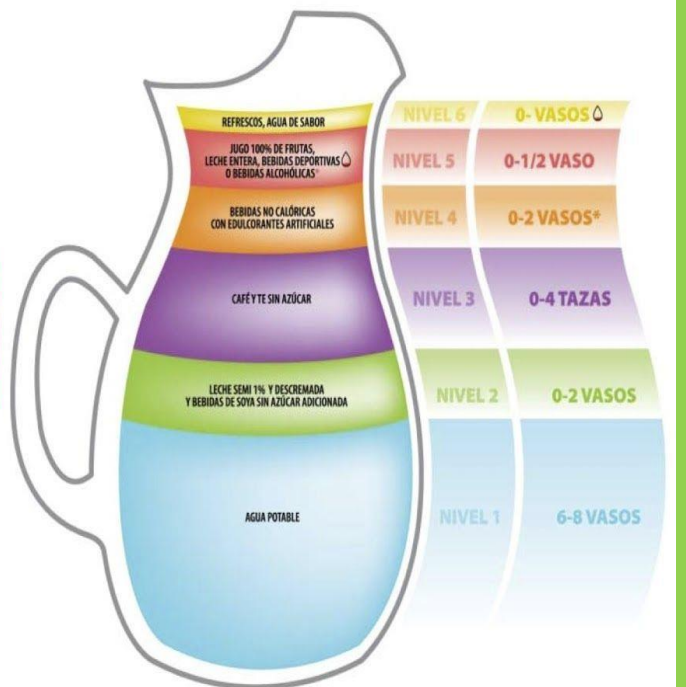 REFRESCOS, AGUA DE SABOR
NIVEL 6
0- VASOS
JUGO 100% DE FRUTAS,
LECHE ENTERA, BEBIDAS DEPORTIVAS
O BEBIDAS ALCOHÓLICAS*
NIVEL 5
0-1/2 VASO
BEBIDAS NO CALÓRICAS
CON EDULCORANTES ARTIFICIALES
NIVEL 4
0-2 VASOS*
CAFÉ Y TE SIN AZÚCAR
NIVEL 3
0-4 TAZAS
LECHE SEMI 1% Y DESCREMADA
Y BEBIDAS DE SOYA SIN AZÚCAR ADICIONADA
NIVEL 2
0-2 VASOS
AGUA POTABLE
NIVEL 1
6-8 VASOS